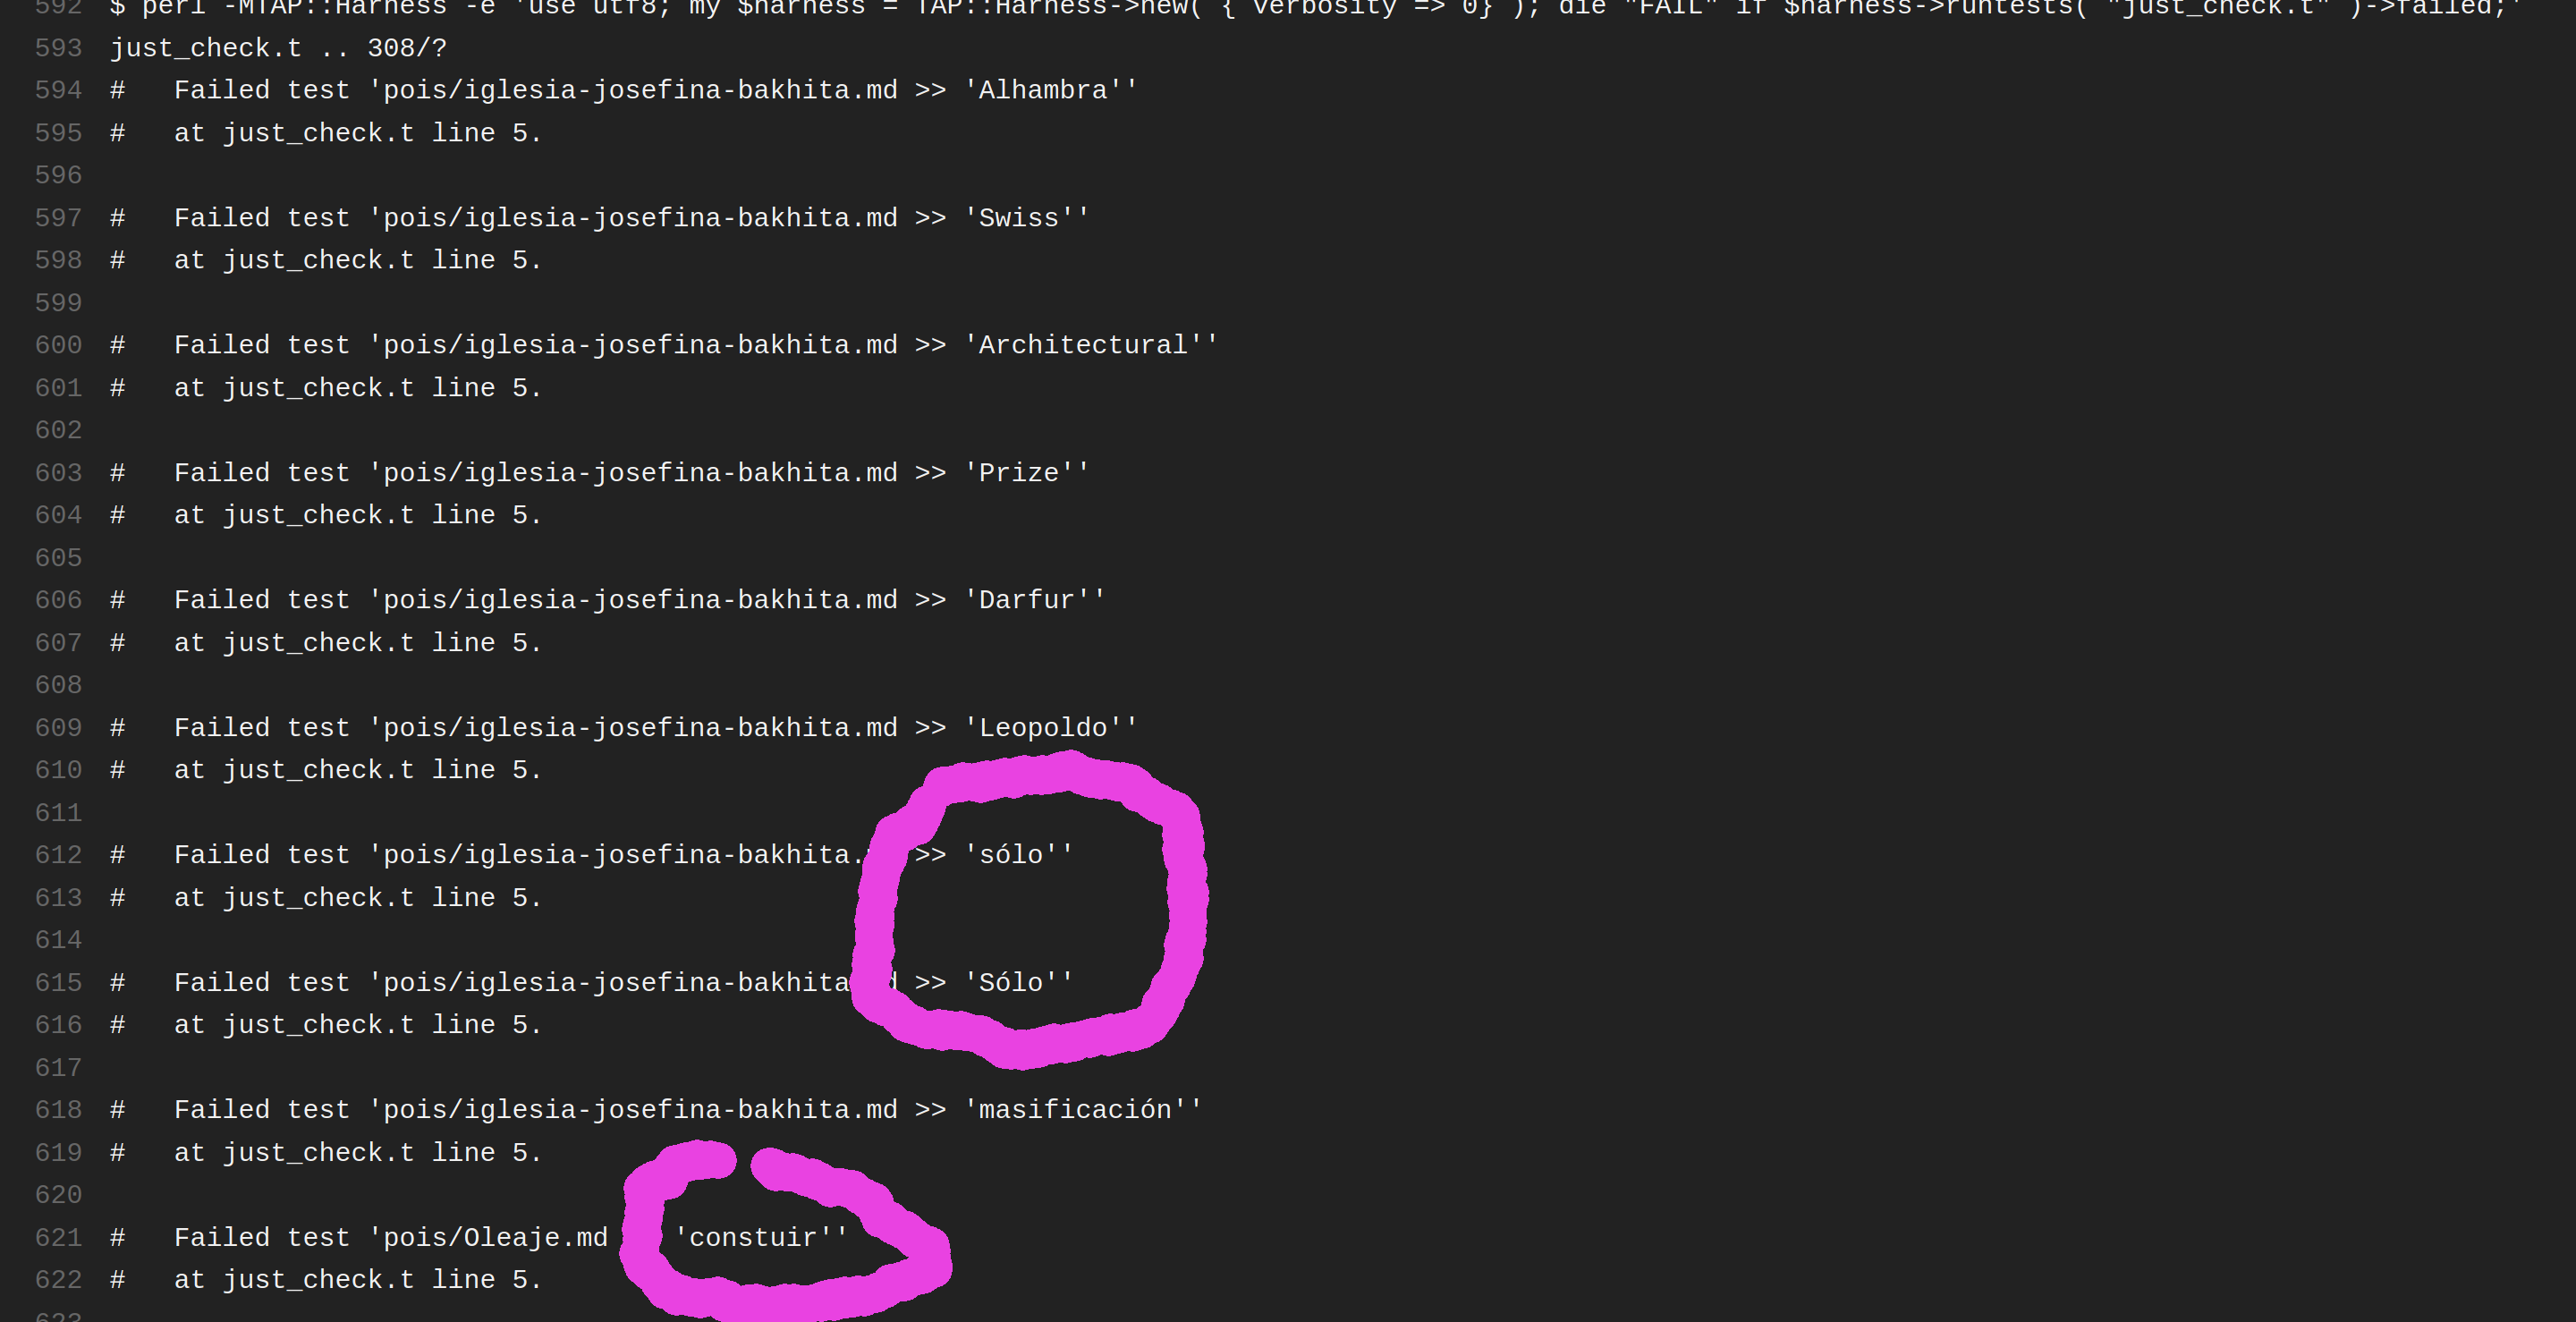 592 $ perl -MTAP::Harness -e 'use utf8; my $harness = TAP::Harness->new( { verbosity => 0} ); die "FAIL" if $harness->runtests( "just_check.t" )->failed;'
593 just_check.t .. 308/?
594 #   Failed test 'pois/iglesia-josefina-bakhita.md >> 'Alhambra''
595 #   at just_check.t line 5.
596
597 #   Failed test 'pois/iglesia-josefina-bakhita.md >> 'Swiss''
598 #   at just_check.t line 5.
599
600 #   Failed test 'pois/iglesia-josefina-bakhita.md >> 'Architectural''
601 #   at just_check.t line 5.
602
603 #   Failed test 'pois/iglesia-josefina-bakhita.md >> 'Prize''
604 #   at just_check.t line 5.
605
606 #   Failed test 'pois/iglesia-josefina-bakhita.md >> 'Darfur''
607 #   at just_check.t line 5.
608
609 #   Failed test 'pois/iglesia-josefina-bakhita.md >> 'Leopoldo''
610 #   at just_check.t line 5.
611
612 #   Failed test 'pois/iglesia-josefina-bakhita. >> 'sólo''
613 #   at just_check.t line 5.
614
615 #   Failed test 'pois/iglesia-josefina-bakhita d >> 'Sólo''
616 #   at just_check.t line 5.
617
618 #   Failed test 'pois/iglesia-josefina-bakhita.md >> 'masificación''
619 #   at just_check.t line 5.
620
621 #   Failed test 'pois/Oleaje.md 'constuir''
622 #   at just_check.t line 5.
623